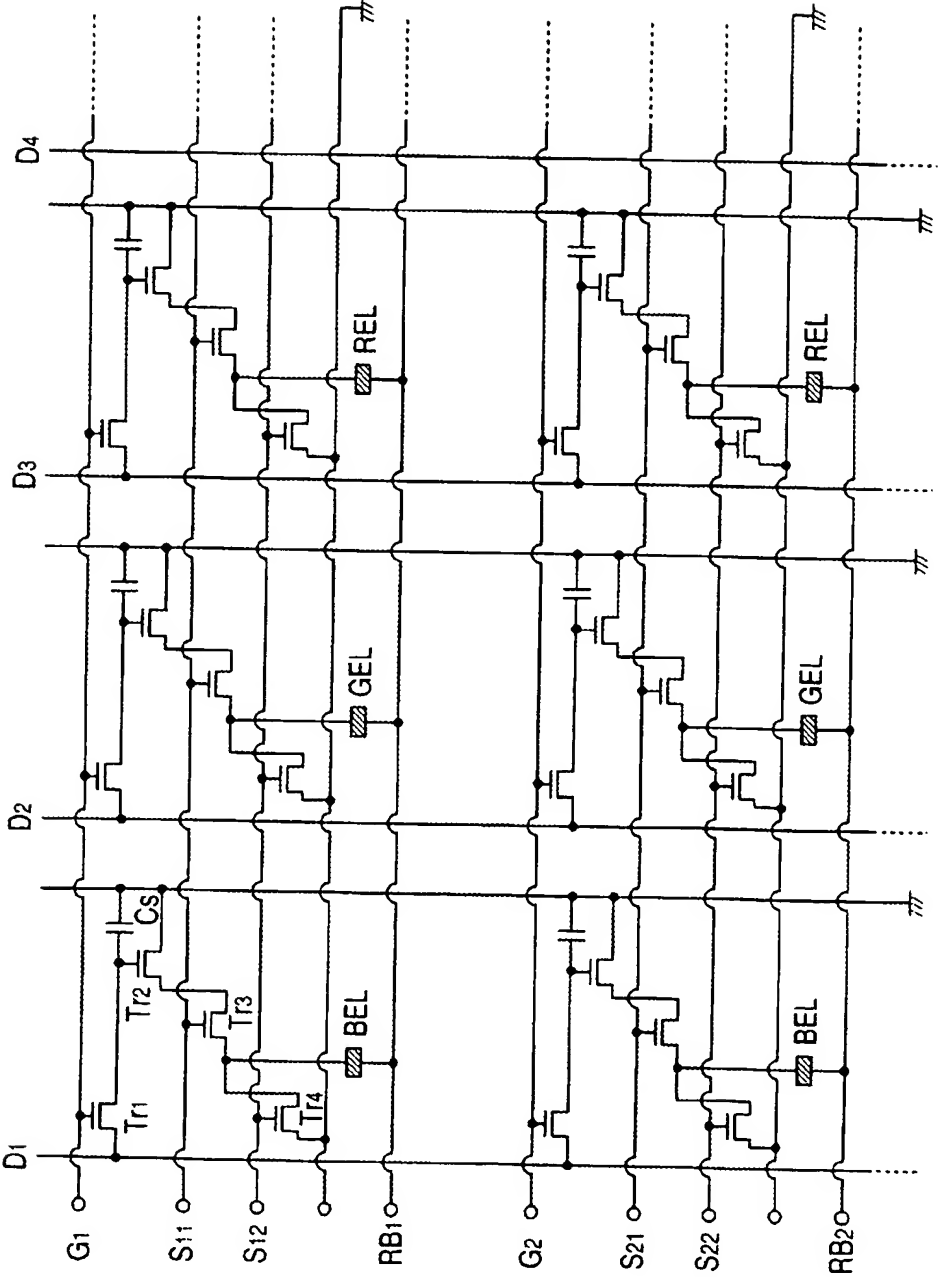 D1
D2
D3
D4
G1
Tr1
Tr2
Cs
S11
Tr3
S12
Tr4
BEL
GEL
REL
RB1
G2
S21
S22
BEL
GEL
REL
RB2